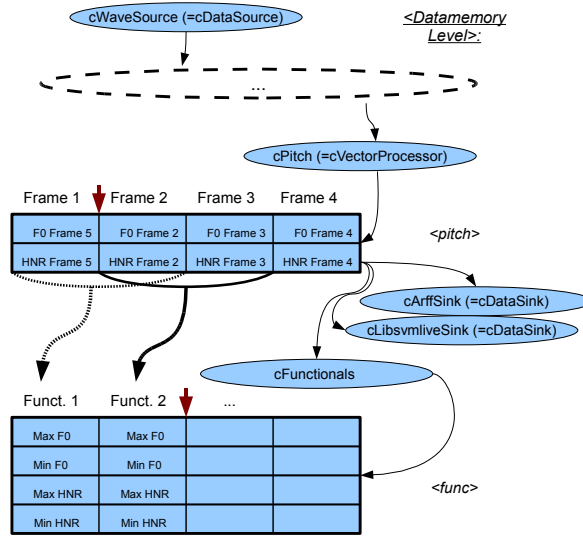 cWaveSource (=cDataSource)
<Datamemory
Level>:
...
cPitch (=cVectorProcessor)
Frame 1 Frame 2 Frame 3 Frame 4
F0 Frame 5 F0 Frame 2 F0 Frame 3 F0 Frame 4
<pitch>
HNR Frame 5 HNR Frame 2 HNR Frame 3 HNR Frame 4
cArffSink (=cDataSink)
cLibsvmliveSink (=cDataSink)
cFunctionals
Funct. 1 Funct. 2 ...
Max F0 Max F0
Min F0 Min F0
Max HNR Max HNR
<func>
Min HNR Min HNR